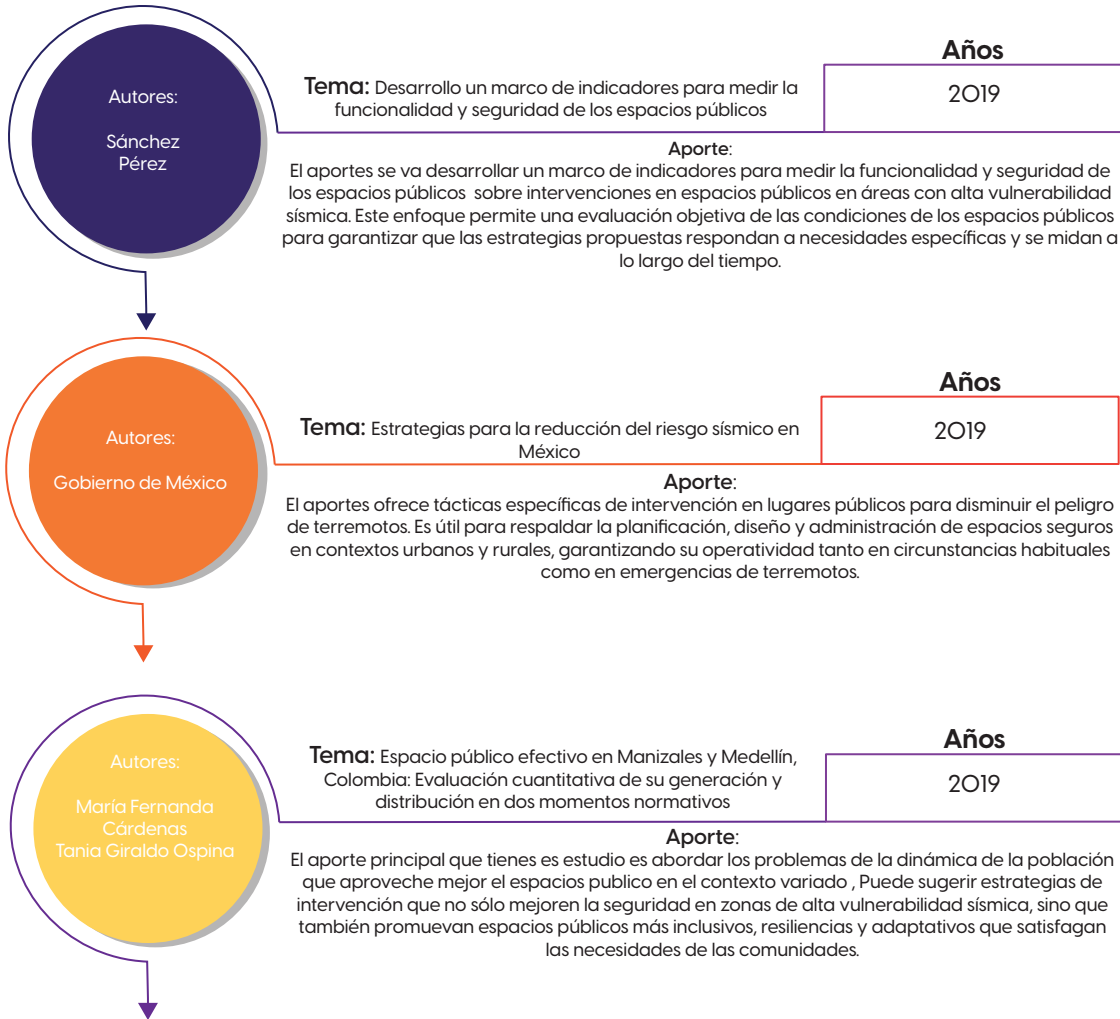 Autores:
Sánchez
Pérez
Tema: Desarrollo un marco de indicadores para medir la
funcionalidad y seguridad de los espacios públicos
Años
2019
Aporte:
El aportes se va desarrollar un marco de indicadores para medir la funcionalidad y seguridad de
los espacios públicos sobre intervenciones en espacios públicos en áreas con alta vulnerabilidad
sísmica. Este enfoque permite una evaluación objetiva de las condiciones de los espacios públicos
para garantizar que las estrategias propuestas respondan a necesidades específicas y se midan a
lo largo del tiempo.
Autores:
Gobierno de México
Tema: Estrategias para la reducción del riesgo sísmico en
México
Años
2019
Aporte:
El aportes ofrece tácticas específicas de intervención en lugares públicos para disminuir el peligro
de terremotos. Es útil para respaldar la planificación, diseño y administración de espacios seguros
en contextos urbanos y rurales, garantizando su operatividad tanto en circunstancias habituales
como en emergencias de terremotos.
Autores:
María Fernanda
Cárdenas
Tania Giraldo Ospina
Tema: Espacio público efectivo en Manizales y Medellín,
Colombia: Evaluación cuantitativa de su generación y
distribución en dos momentos normativos
Años
2019
Aporte:
El aporte principal que tienes es estudio es abordar los problemas de la dinámica de la población
que aproveche mejor el espacios publico en el contexto variado , Puede sugerir estrategias de
intervención que no sólo mejoren la seguridad en zonas de alta vulnerabilidad sísmica, sino que
también promuevan espacios públicos más inclusivos, resiliencias y adaptativos que satisfagan
las necesidades de las comunidades.